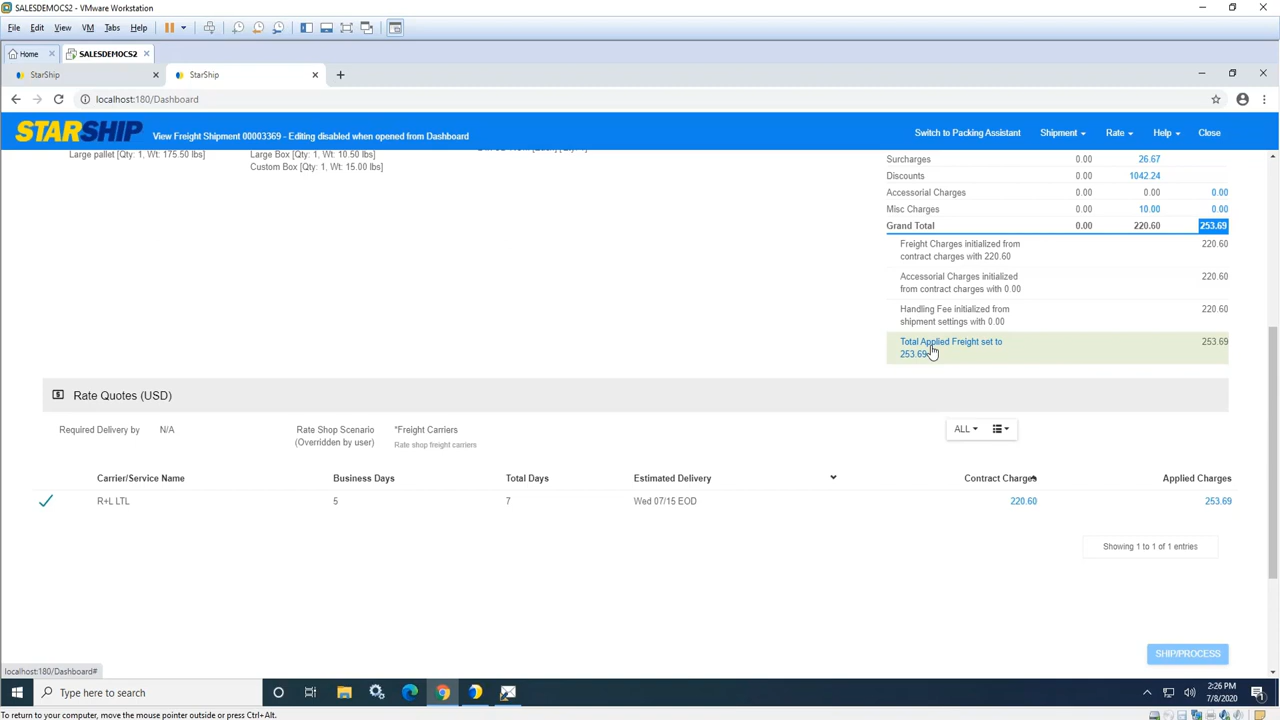 SALESDEMOCS2 - VMware Workstation
File Edit View VM Tabs Help
Home SALESDEMOCS2
StarShip StarShip
localhost:180/Dashboard
STARSHIP View Freight Shipment 00003369 - Editing disabled when opened from Dashboard Switch to Packing Assistant Shipment Rate Help Close
Large pallet [Qty: 1, Wt: 175.50 lbs] Large Box [Qty: 1, Wt: 10.50 lbs]
Custom Box [Qty: 1, Wt: 15.00 lbs]
Surcharges 0.00 26.67
Discounts 0.00 1042.24
Accessorial Charges 0.00 0.00 0.00
Misc Charges 0.00 10.00 0.00
Grand Total 0.00 220.60 253.69
Freight Charges initialized from 220.60
contract charges with 220.60
Accessorial Charges initialized 220.60
from contract charges with 0.00
Handling Fee initialized from 220.60
shipment settings with 0.00
Total Applied Freight set to 253.69
253.69
Rate Quotes (USD)
Required Delivery by N/A Rate Shop Scenario *Freight Carriers ALL
(Overridden by user) Rate shop freight carriers
Carrier/Service Name Business Days Total Days Estimated Delivery Contract Charges Applied Charges
R+L LTL 5 7 Wed 07/15 EOD 220.60 253.69
Showing 1 to 1 of 1 entries
SHIP/PROCESS
localhost:180/Dashboard#
Type here to search 2:26 PM
7/8/2020
To return to your computer, move the mouse pointer outside or press Ctrl+Alt.